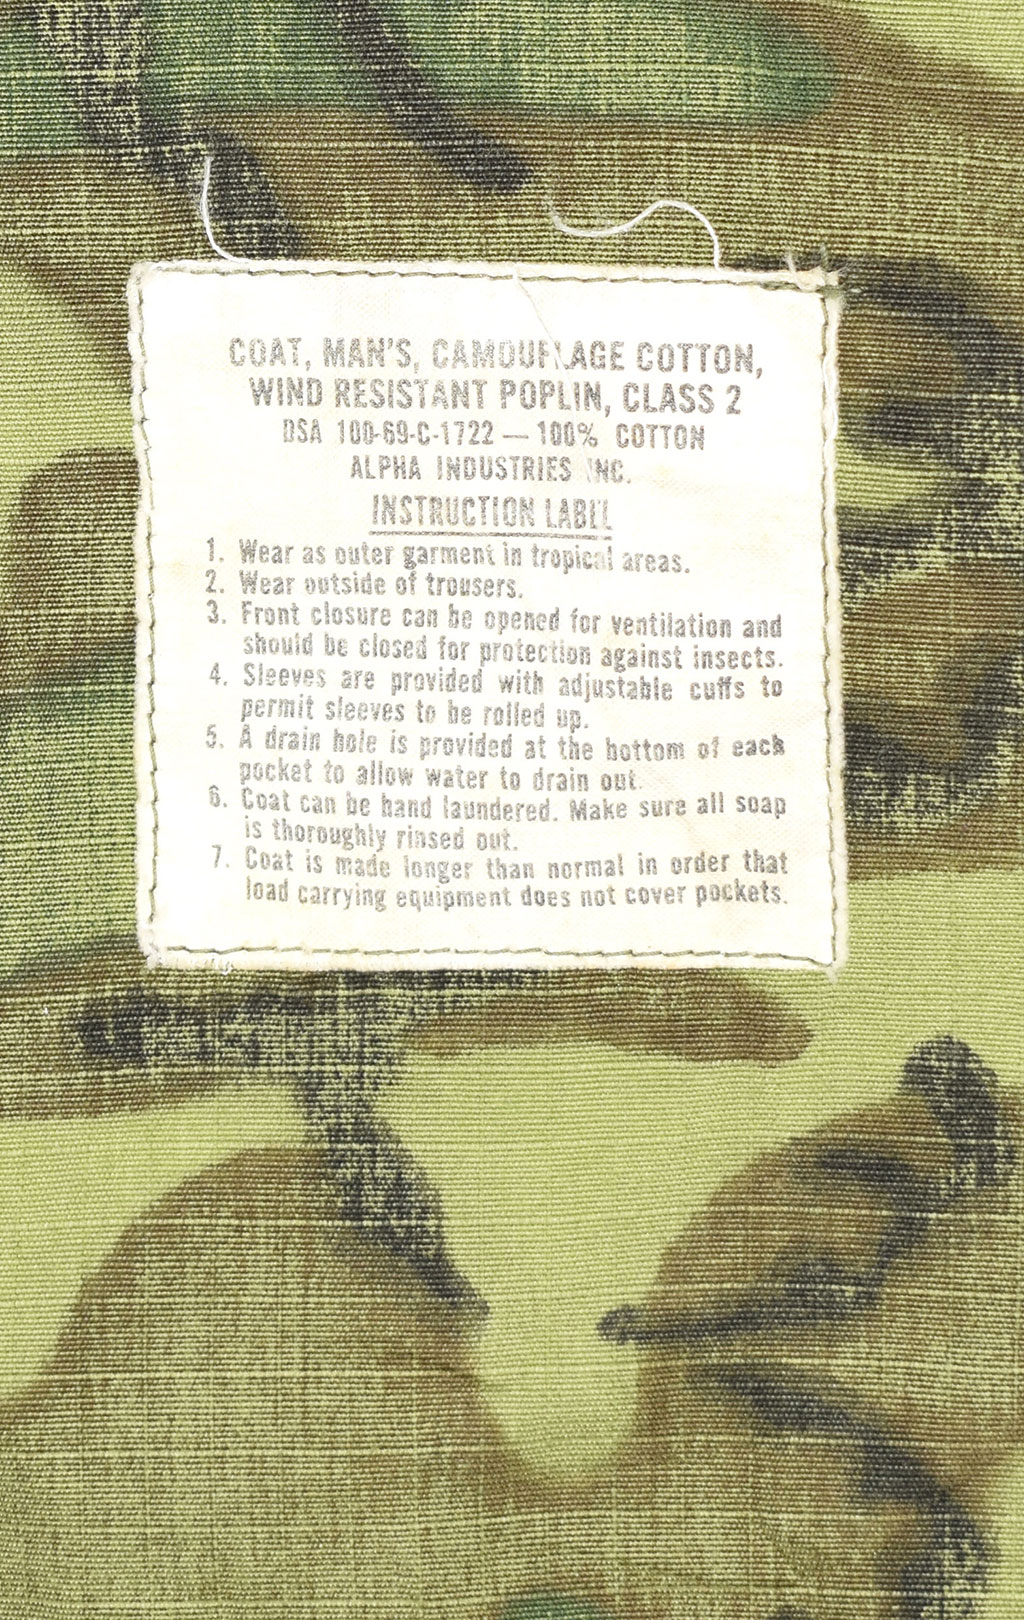 COAT, MAN'S, CAMOUFLAGE COTTON,
WIND RESISTANT POPLIN, CLASS 2
DSA 100-69-C-1722 — 100% COTTON
ALPHA INDUSTRIES INC.
INSTRUCTION LABEL
1. Wear as outer garment in tropical areas.
2. Wear outside of trousers.
3. Front closure can be opened for ventilation and
should be closed for protection against insects.
4. Sleeves are provided with adjustable cuffs to
permit sleeves to be rolled up.
5. A drain hole is provided at the bottom of each
pocket to allow water to drain out.
6. Coat can be hand laundered. Make sure all soap
is thoroughly rinsed out.
7. Coat is made longer than normal in order that
load carrying equipment does not cover pockets.